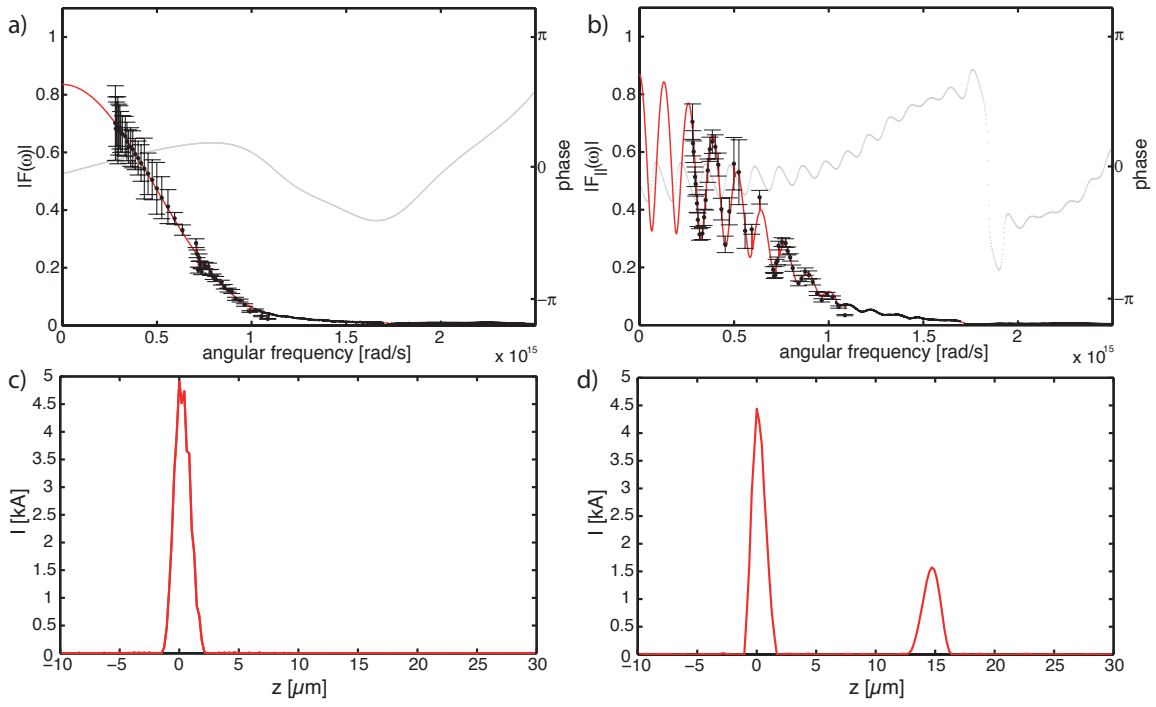 a)
1
0.8
0.6
0.4
0.2
0
|F(ω)|
π
0
−π
phase
0 0.5 1 1.5 2
angular frequency [rad/s]
x 10¹⁵
b)
1
0.8
0.6
0.4
0.2
0
|F||(ω)|
π
0
−π
phase
0 0.5 1 1.5 2
angular frequency [rad/s]
x 10¹⁵
c)
5
4.5
4
3.5
3
2.5
2
1.5
1
0.5
0
I [kA]
−10 −5 0 5 10 15 20 25 30
z [µm]
d)
5
4.5
4
3.5
3
2.5
2
1.5
1
0.5
0
I [kA]
−10 −5 0 5 10 15 20 25 30
z [µm]